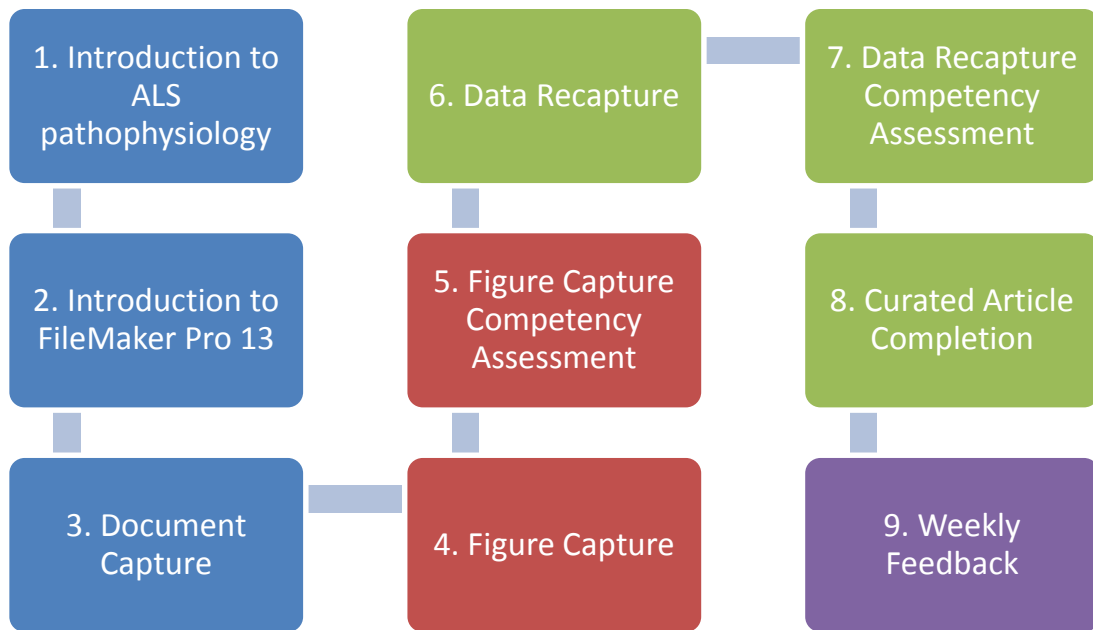 1. Introduction to
ALS
pathophysiology
2. Introduction to
FileMaker Pro 13
3. Document
Capture
4. Figure Capture
5. Figure Capture
Competency
Assessment
6. Data Recapture
7. Data Recapture
Competency
Assessment
8. Curated Article
Completion
9. Weekly
Feedback